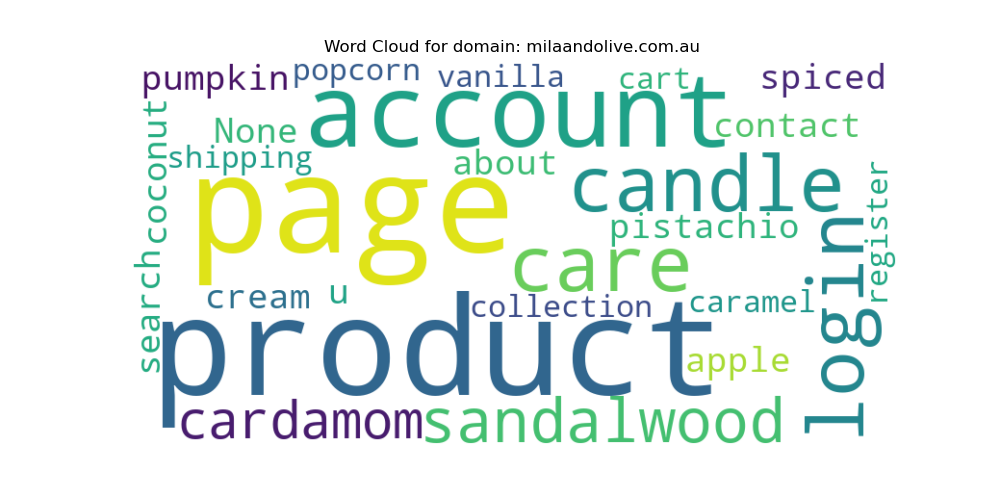 Word Cloud for domain: milaandolive.com.au
pumpkin
popcorn
vanilla
cart
spiced
account
None
contact
coconut
shipping
about
candle
page
register
pistachio
care
search
cream
u
collection
caramel
login
product
apple
cardamom
sandalwood